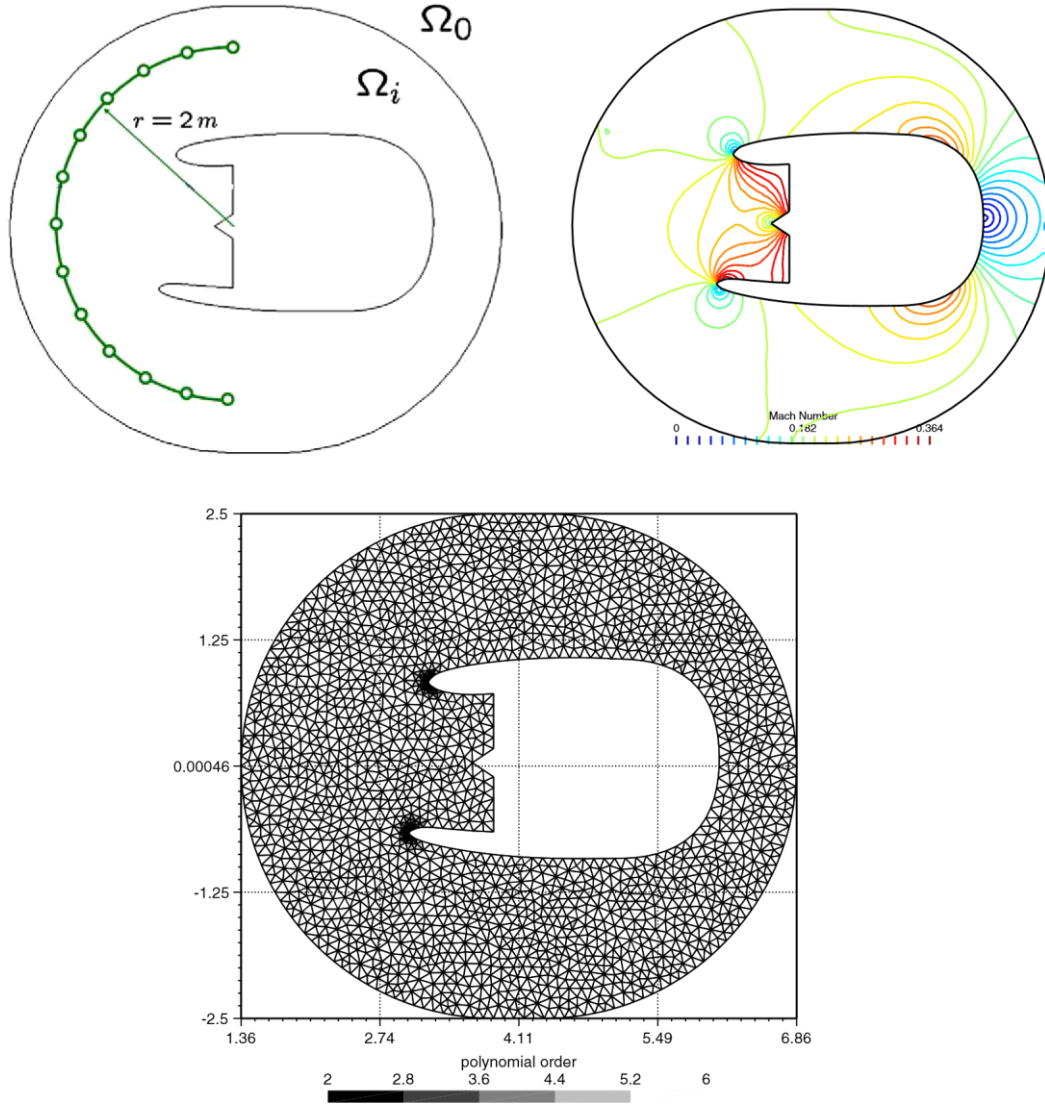 Ω₀
Ωᵢ
r = 2 m
Mach Number
0 0.182 0.364
2.5
1.25
0.00046
-1.25
-2.5
1.36 2.74 4.11 5.49 6.86
polynomial order
2 2.8 3.6 4.4 5.2 6